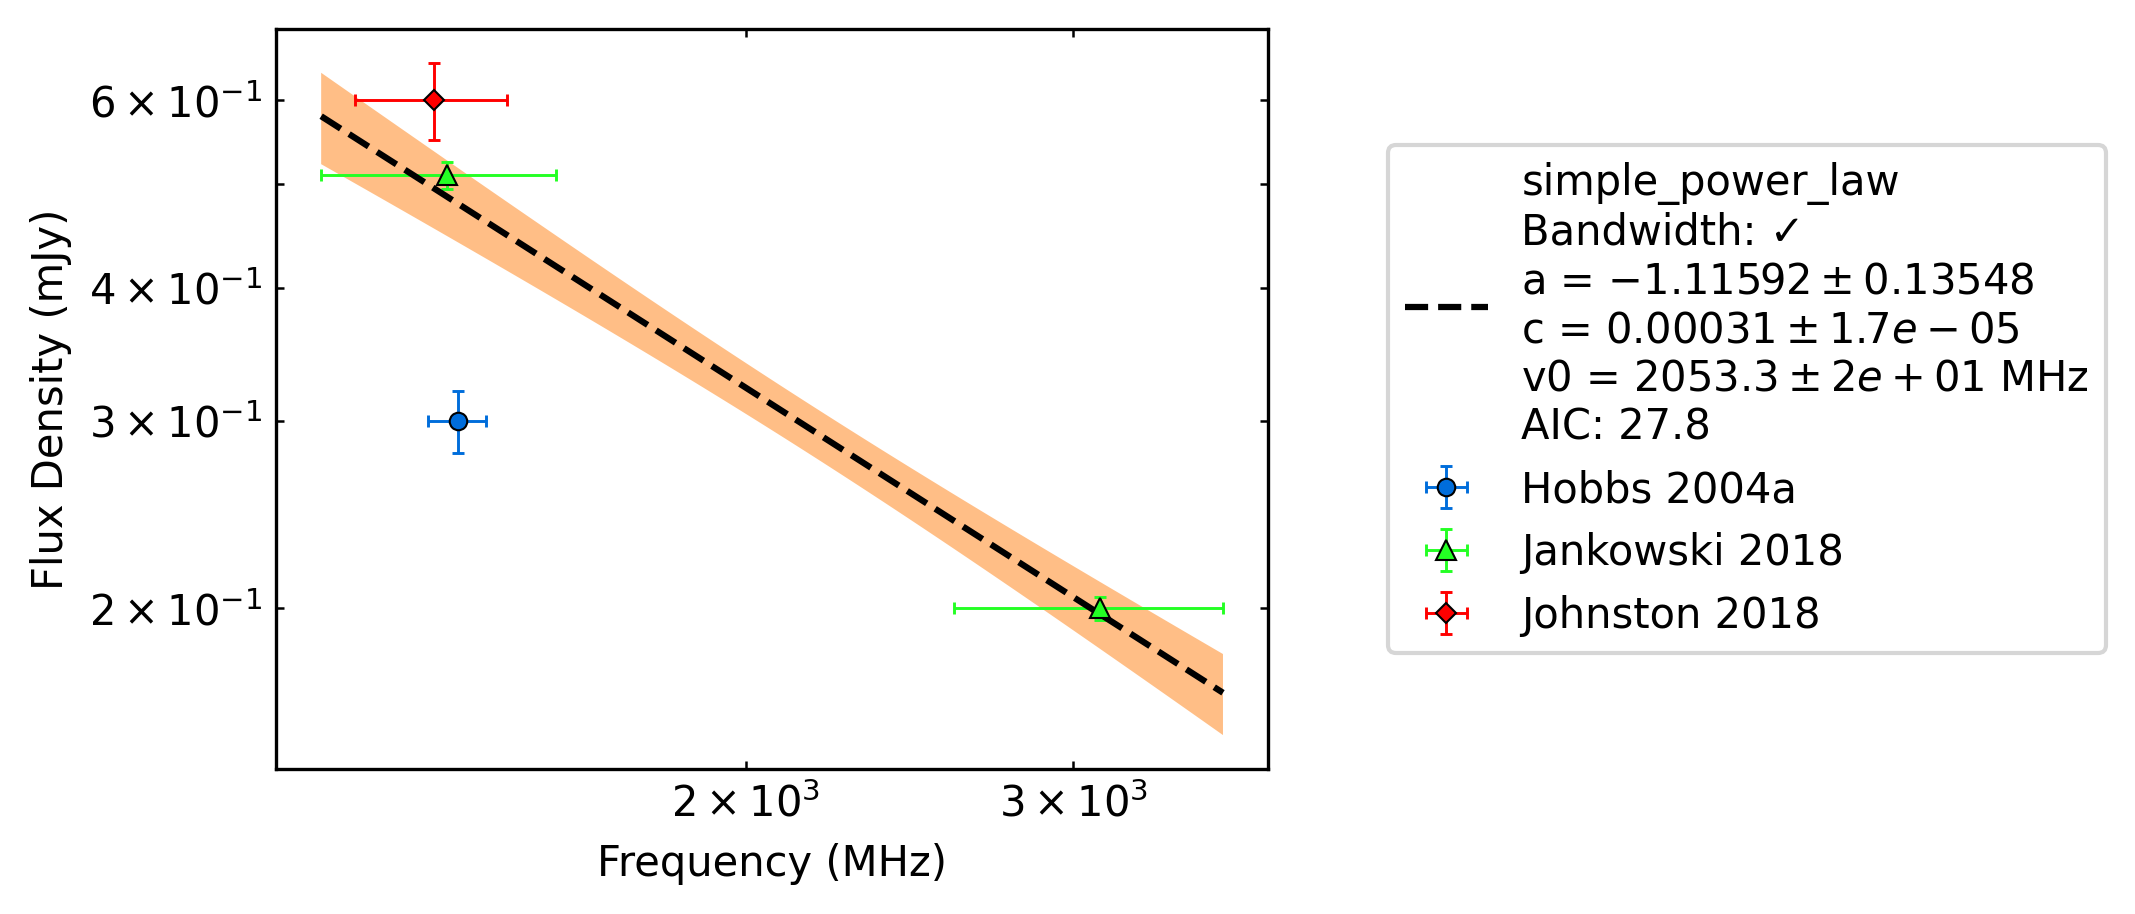 6 × 10⁻¹
4 × 10⁻¹
3 × 10⁻¹
2 × 10⁻¹
Flux Density (mJy)
2 × 10³
3 × 10³
Frequency (MHz)
simple_power_law
Bandwidth: ✓
a = −1.11592 ± 0.13548
c = 0.00031 ± 1.7e − 05
v0 = 2053.3 ± 2e + 01 MHz
AIC: 27.8
Hobbs 2004a
Jankowski 2018
Johnston 2018